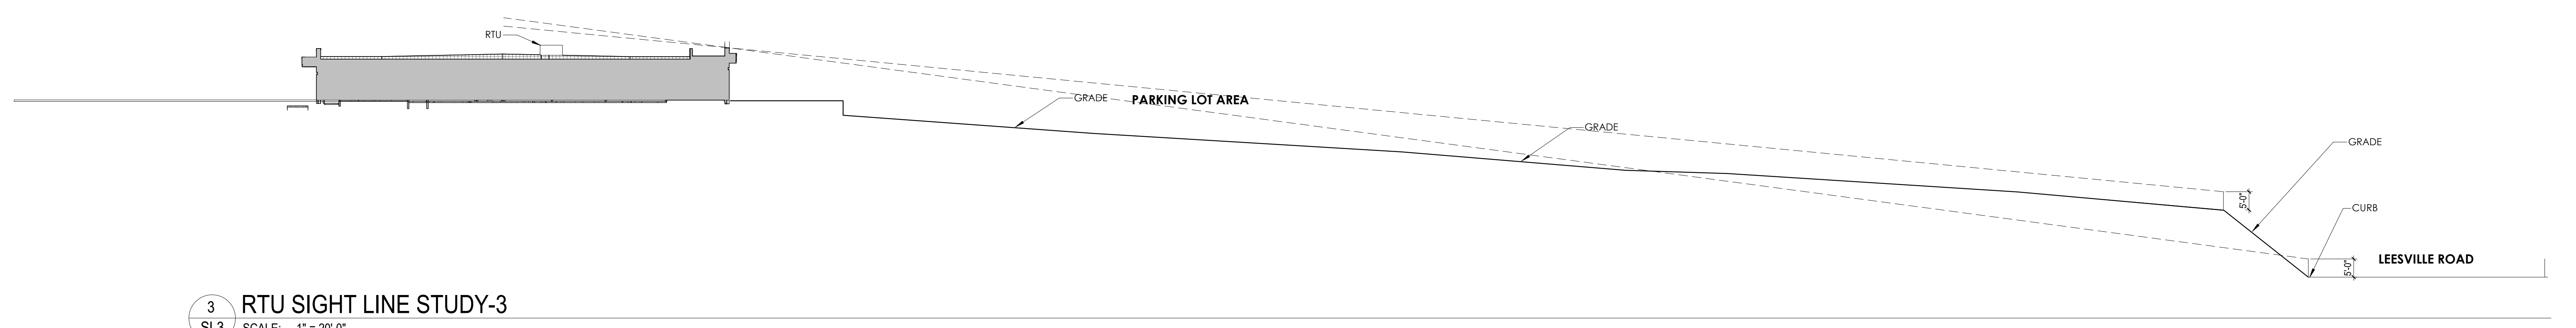 RTU
GRADE
PARKING LOT AREA
GRADE
GRADE
5'-0"
CURB
5'-0"
LEESVILLE ROAD
3
RTU SIGHT LINE STUDY-3
SL3
SCALE: 1" = 20'-0"